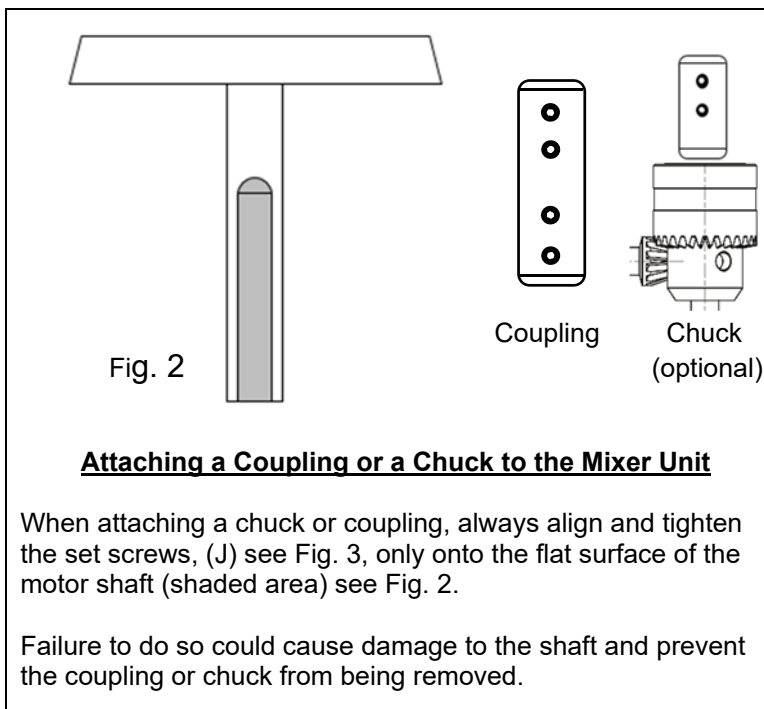 Fig. 2
Coupling
Chuck
(optional)
Attaching a Coupling or a Chuck to the Mixer Unit
When attaching a chuck or coupling, always align and tighten
the set screws, (J) see Fig. 3, only onto the flat surface of the
motor shaft (shaded area) see Fig. 2.
Failure to do so could cause damage to the shaft and prevent
the coupling or chuck from being removed.